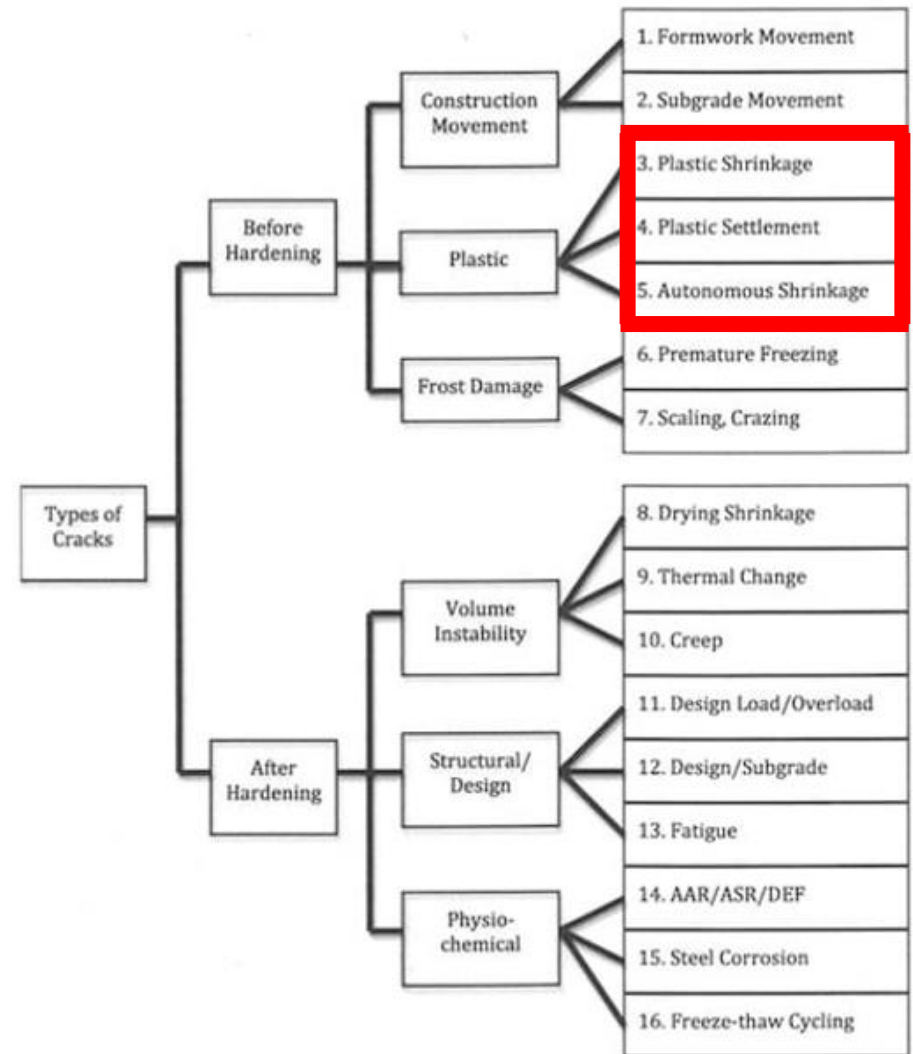 1. Formwork Movement
Construction
Movement
2. Subgrade Movement
3. Plastic Shrinkage
Before
Hardening
Plastic
4. Plastic Settlement
5. Autonomous Shrinkage
Frost Damage
6. Premature Freezing
7. Scaling, Crazing
Types of
Cracks
8. Drying Shrinkage
Volume
Instability
9. Thermal Change
10. Creep
After
Hardening
Structural/
Design
11. Design Load/Overload
12. Design/Subgrade
13. Fatigue
Physio-
chemical
14. AAR/ASR/DEF
15. Steel Corrosion
16. Freeze-thaw Cycling